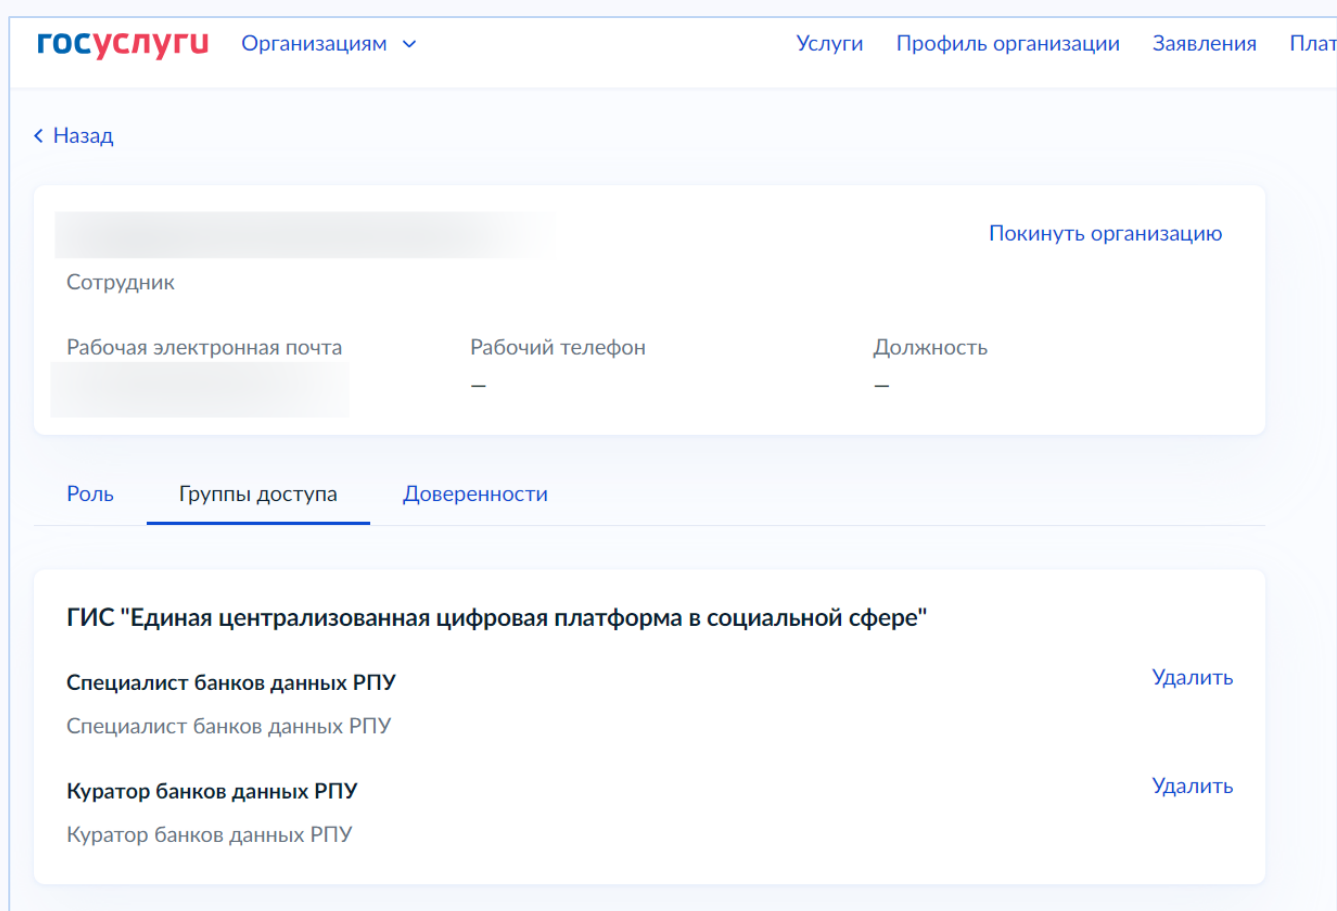 госуслуги Организациям Услуги Профиль организации Заявления Плат
Назад
Покинуть организацию
Сотрудник
Рабочая электронная почта Рабочий телефон Должность
– –
Роль Группы доступа Доверенности
ГИС "Единая централизованная цифровая платформа в социальной сфере"
Специалист банков данных РПУ Удалить
Специалист банков данных РПУ
Куратор банков данных РПУ Удалить
Куратор банков данных РПУ